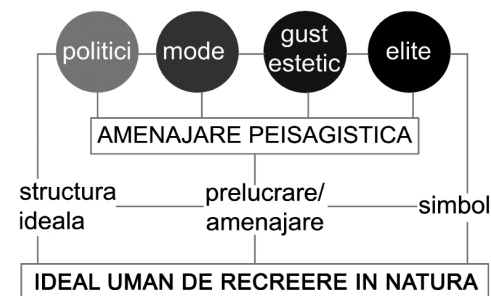 politici
mode
gust
estetic
elite
AMENAJARE PEISAGISTICA
structura
ideala
prelucrare/
amenajare
simbol
IDEAL UMAN DE RECREERE IN NATURA